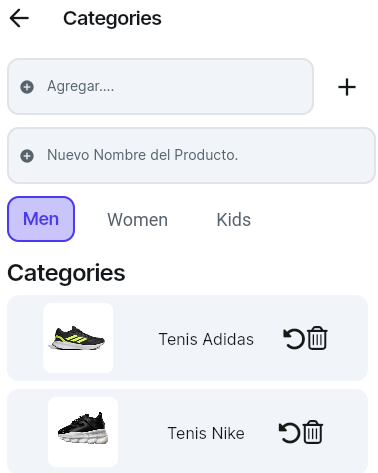 Categories
Agregar....
Nuevo Nombre del Producto.
Men
Women
Kids
Categories
Tenis Adidas
Tenis Nike